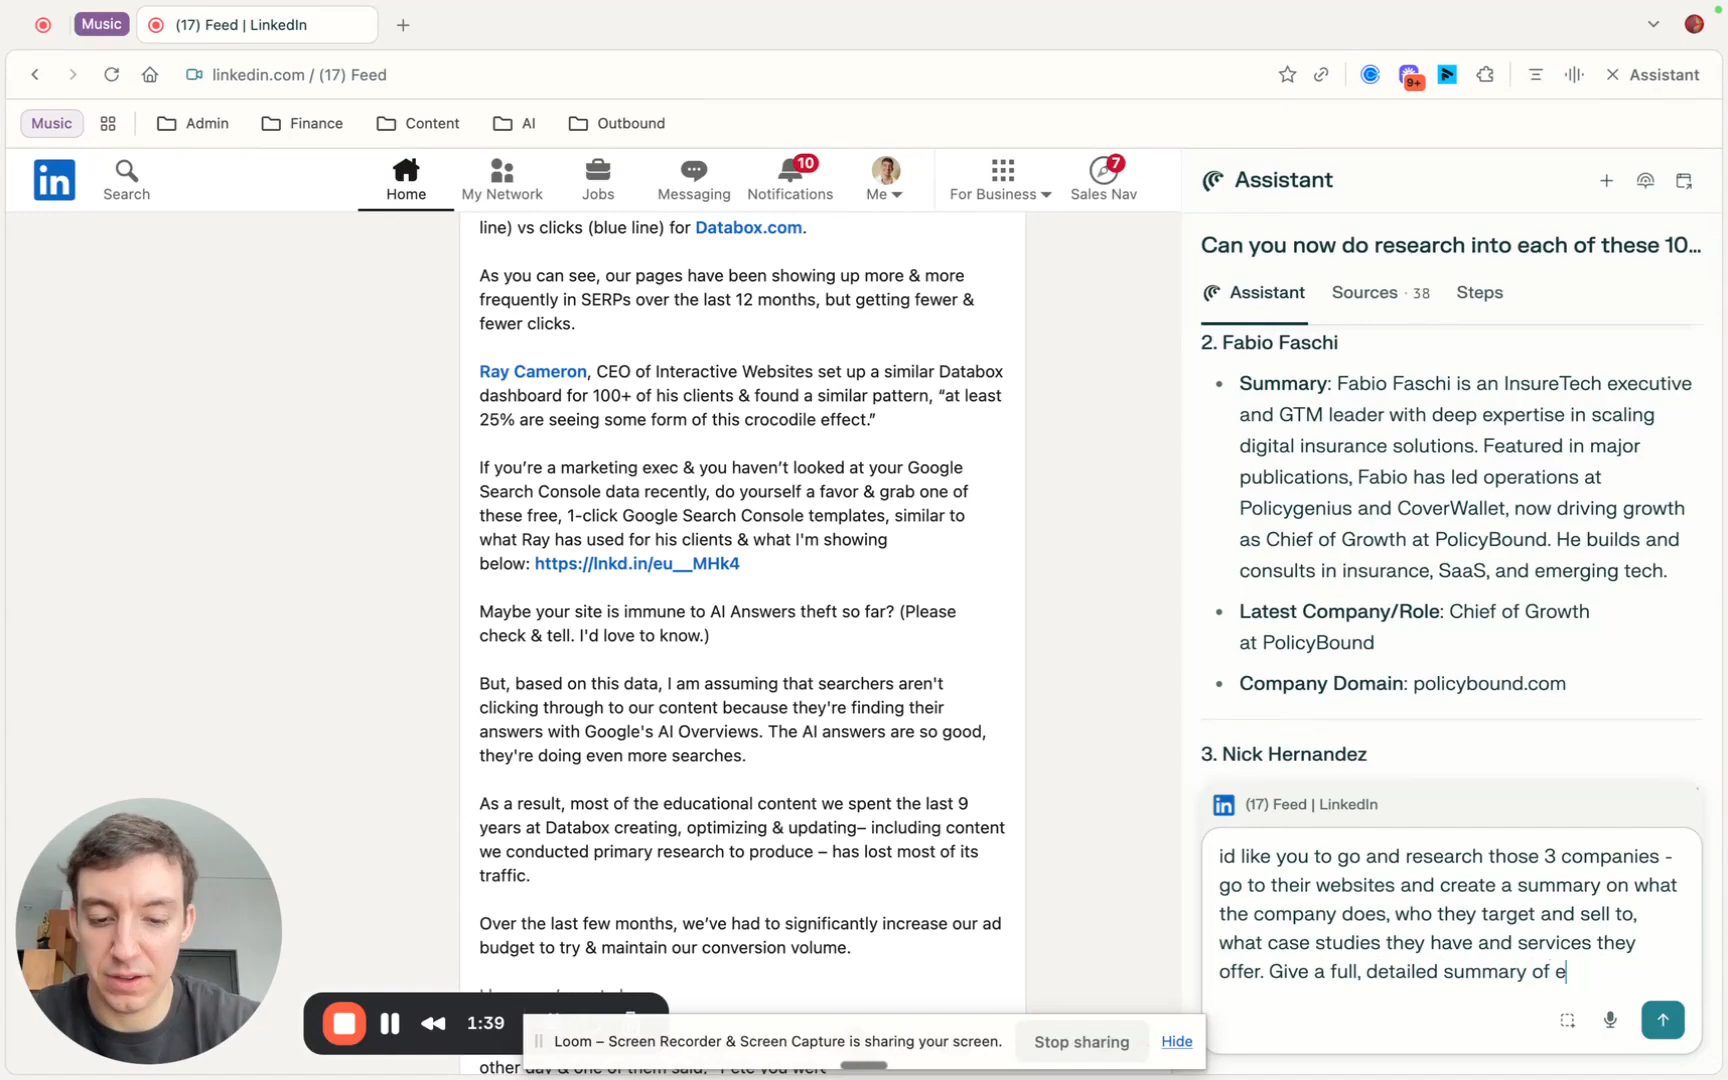 Music
(17) Feed | LinkedIn
linkedin.com / (17) Feed
9+
Assistant
Music
Admin
Finance
Content
AI
Outbound
in
Search
Home
My Network
Jobs
Messaging
10
Notifications
Me
For Business
7
Sales Nav
line) vs clicks (blue line) for Databox.com.
As you can see, our pages have been showing up more & more
frequently in SERPs over the last 12 months, but getting fewer &
fewer clicks.
Ray Cameron, CEO of Interactive Websites set up a similar Databox
dashboard for 100+ of his clients & found a similar pattern, “at least
25% are seeing some form of this crocodile effect.”
If you’re a marketing exec & you haven’t looked at your Google
Search Console data recently, do yourself a favor & grab one of
these free, 1-click Google Search Console templates, similar to
what Ray has used for his clients & what I'm showing
below: https://lnkd.in/eu__MHk4
Maybe your site is immune to AI Answers theft so far? (Please
check & tell. I'd love to know.)
But, based on this data, I am assuming that searchers aren't
clicking through to our content because they're finding their
answers with Google's AI Overviews. The AI answers are so good,
they're doing even more searches.
As a result, most of the educational content we spent the last 9
years at Databox creating, optimizing & updating– including content
we conducted primary research to produce – has lost most of its
traffic.
Over the last few months, we’ve had to significantly increase our ad
budget to try & maintain our conversion volume.
Assistant
Can you now do research into each of these 10...
Assistant
Sources · 38
Steps
2. Fabio Faschi
• Summary: Fabio Faschi is an InsureTech executive
and GTM leader with deep expertise in scaling
digital insurance solutions. Featured in major
publications, Fabio has led operations at
Policygenius and CoverWallet, now driving growth
as Chief of Growth at PolicyBound. He builds and
consults in insurance, SaaS, and emerging tech.
• Latest Company/Role: Chief of Growth
at PolicyBound
• Company Domain: policybound.com
3. Nick Hernandez
in (17) Feed | LinkedIn
id like you to go and research those 3 companies -
go to their websites and create a summary on what
the company does, who they target and sell to,
what case studies they have and services they
offer. Give a full, detailed summary of e
1:39
Loom – Screen Recorder & Screen Capture is sharing your screen.
Stop sharing
Hide
other day & one of them said: "Pete you went